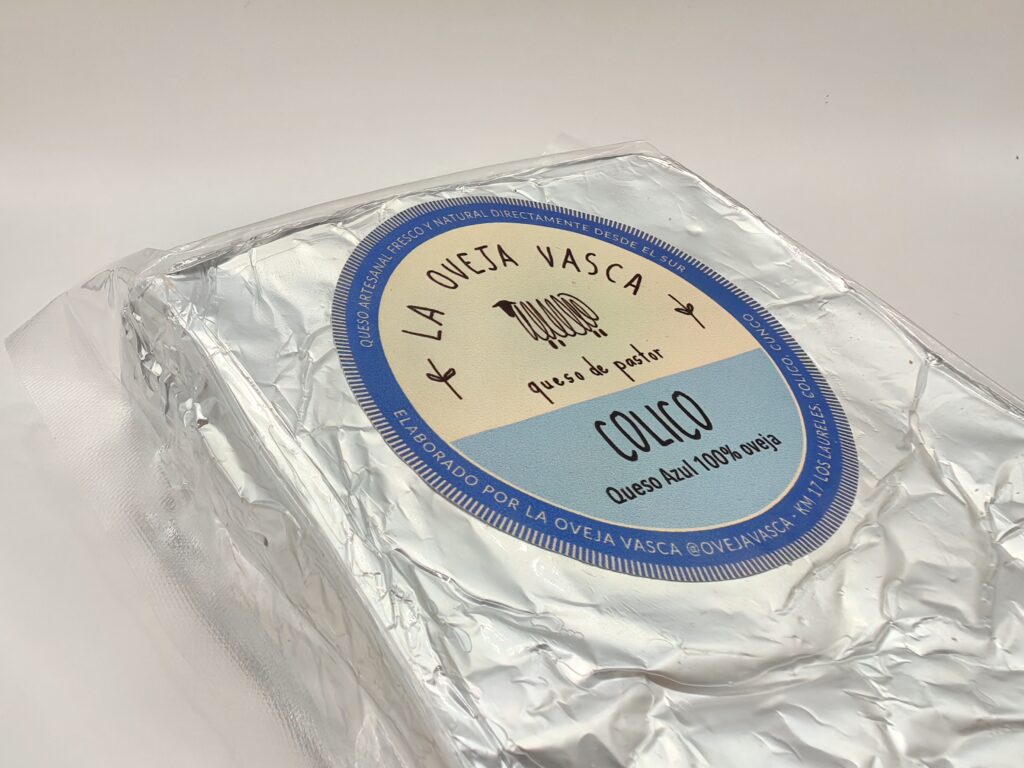 QUESO ARTESANAL FRESCO Y NATURAL DIRECTAMENTE DESDE EL SUR
LA OVEJA VASCA
queso de pastor
COLICO
Queso Azul 100% oveja
ELABORADO POR LA OVEJA VASCA @OVEJAVASCA - KM 17 LOS LAURELES, COLICO, CUNCO